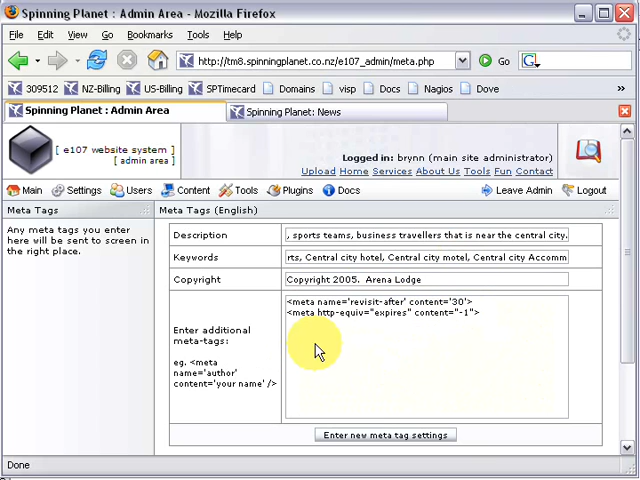 Spinning Planet : Admin Area - Mozilla Firefox
File Edit View Go Bookmarks Tools Help
http://tm8.spinningplanet.co.nz/e107_admin/meta.php Go G
309512 NZ-Billing US-Billing SPTimecard Domains visp Docs Nagios Dove
Spinning Planet : Admin Area Spinning Planet: News
[ e107 website system ]
[ admin area ]
Logged in: brynn (main site administrator)
Upload Home Services About Us Tees Fun Contact
Main Settings Users Content Tools Plugins Docs Leave Admin Logout
Meta Tags
Any meta tags you enter
here will be sent to screen in
the right place.
Meta Tags (English)
Description , sports teams, business travellers that is near the central city.
Keywords rts, Central city hotel, Central city motel, Central city Accomm
Copyright Copyright 2005. Arena Lodge
Enter additional
meta-tags:
eg. <meta
name='author'
content='your name' />
<meta name='revisit-after' content='30'>
<meta http-equiv="expires" content="-1">
Enter new meta tag settings
Done